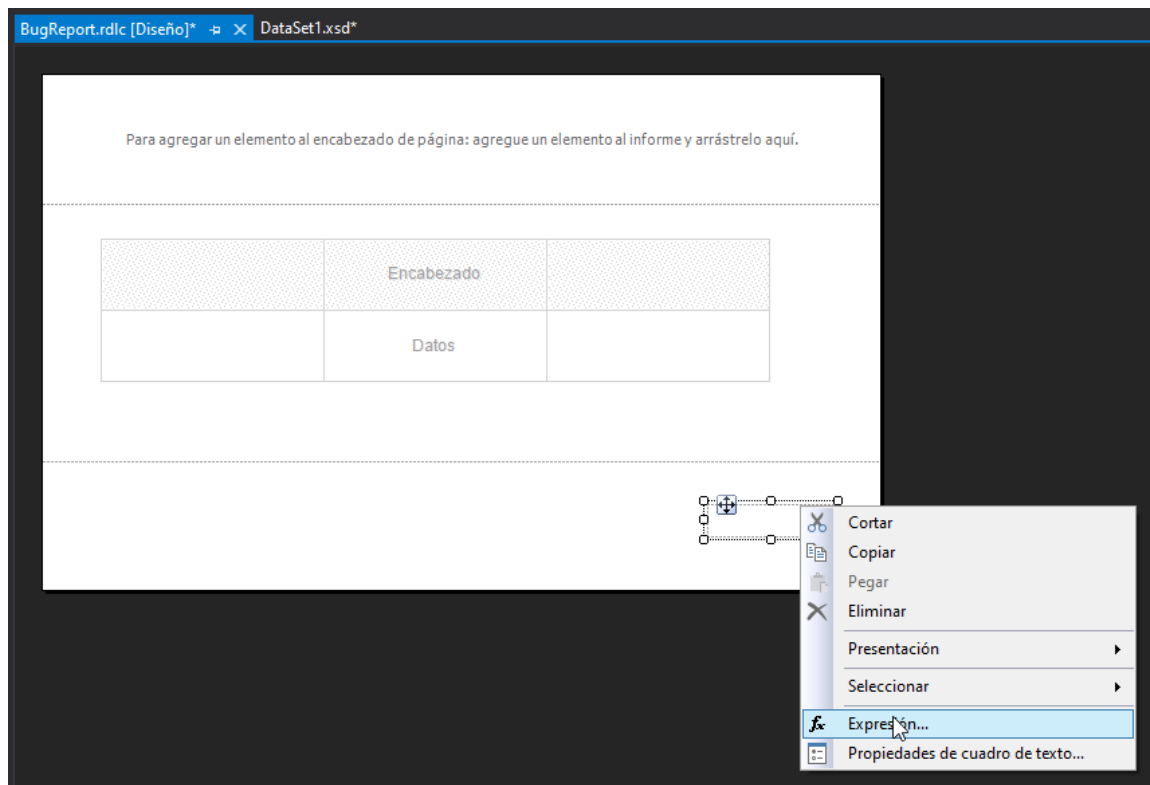 BugReport.rdlc [Diseño]* DataSet1.xsd*
Para agregar un elemento al encabezado de página: agregue un elemento al informe y arrástrelo aquí.
Encabezado
Datos
Cortar
Copiar
Pegar
Eliminar
Presentación
Seleccionar
fx Expresión...
Propiedades de cuadro de texto...